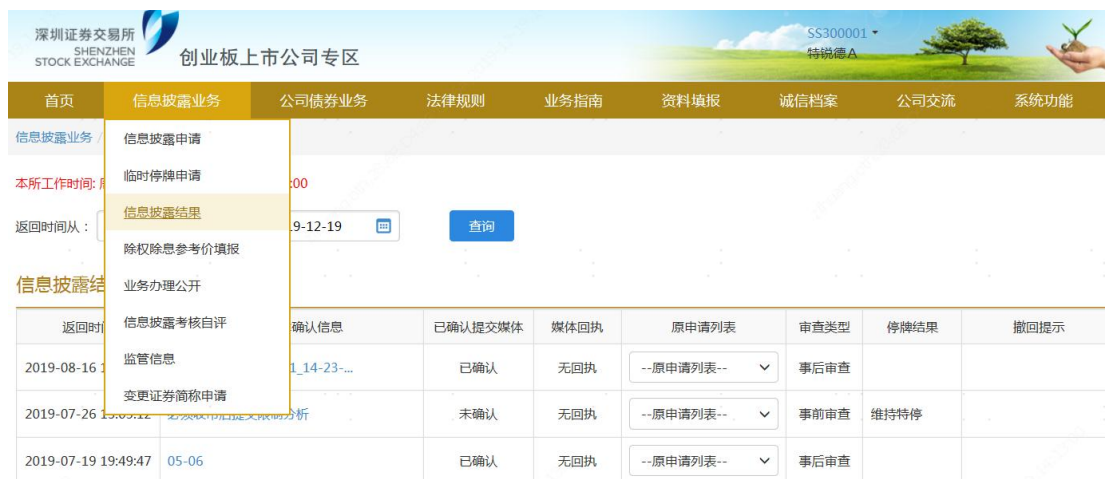 深圳证券交易所
SHENZHEN
STOCK EXCHANGE
创业板上市公司专区
SS300001
特锐德A
首页 信息披露业务 公司债券业务 法律规则 业务指南 资料填报 诚信档案 公司交流 系统功能
信息披露业务 /
信息披露申请
本所工作时间: :00
临时停牌申请
信息披露结果
返回时间从： 9-12-19 查询
除权除息参考价填报
信息披露结
业务办理公开
返回时 信息披露考核自评 确认信息 已确认提交媒体 媒体回执 原申请列表 审查类型 停牌结果 撤回提示
监管信息
2019-08-16 1 1_14-23-... 已确认 无回执 --原申请列表-- 事后审查
变更证券简称申请
2019-07-26 未确认 无回执 --原申请列表-- 事前审查 维持特停
2019-07-19 19:49:47 05-06 已确认 无回执 --原申请列表-- 事后审查